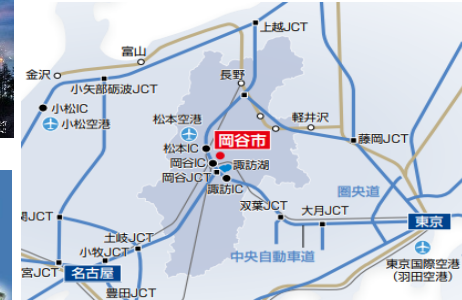 上越JCT
富山
金沢
長野
小矢部砺波JCT
小松IC
小松空港
松本空港
軽井沢
岡谷市
松本IC
藤岡JCT
岡谷IC
諏訪湖
岡谷JCT
諏訪IC
圏央道
双葉JCT
大月JCT
東京
土岐JCT
中央自動車道
小牧JCT
名古屋
東京国際空港
(羽田空港)
豊田JCT